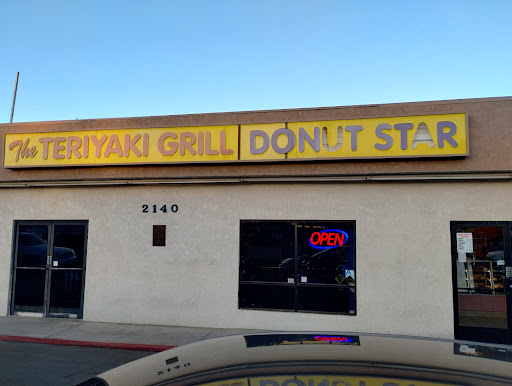 The TERIYAKI GRILL DONUT STAR
2140
OPEN